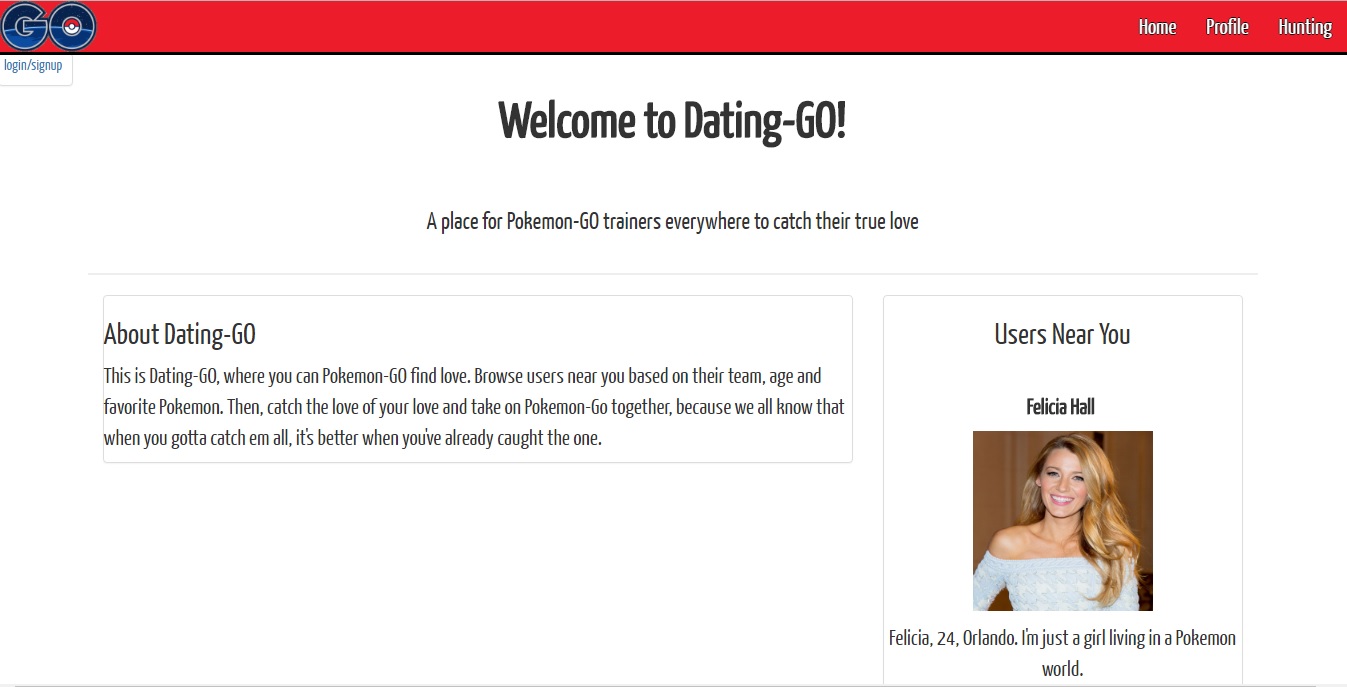 GO
Home Profile Hunting
login/signup
Welcome to Dating-GO!
A place for Pokemon-GO trainers everywhere to catch their true love
About Dating-GO
This is Dating-GO, where you can Pokemon-GO find love. Browse users near you based on their team, age and
favorite Pokemon. Then, catch the love of your love and take on Pokemon-Go together, because we all know that
when you gotta catch em all, it's better when you've already caught the one.
Users Near You
Felicia Hall
Felicia, 24, Orlando. I'm just a girl living in a Pokemon
world.